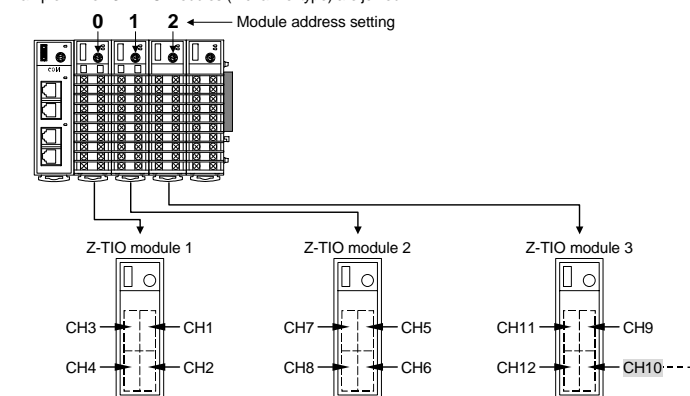 0 1 2 Module address setting
COM
Z-TIO module 1 Z-TIO module 2 Z-TIO module 3
CH3 CH1 CH7 CH5 CH11 CH9
CH4 CH2 CH8 CH6 CH12 CH10